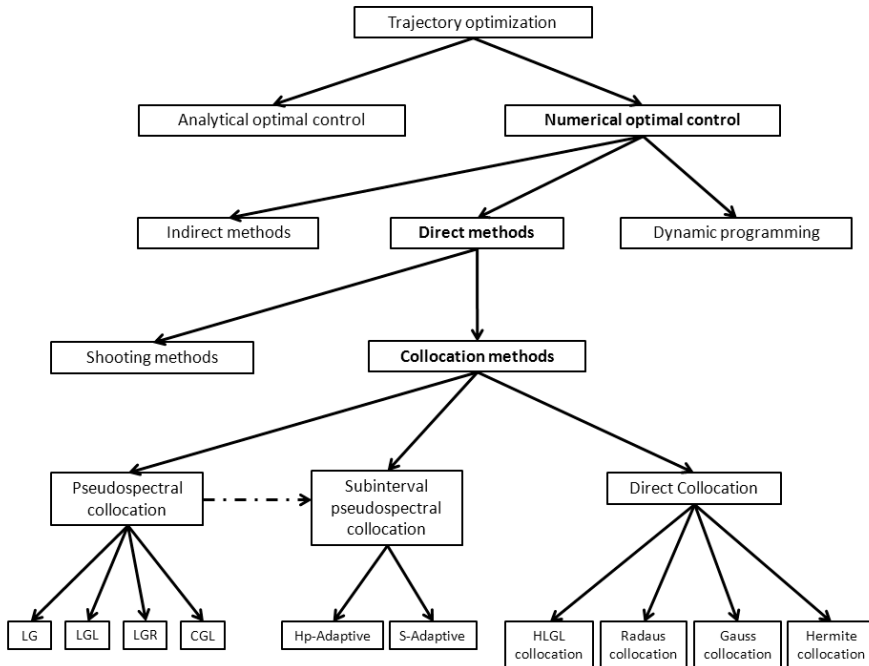 Trajectory optimization
Analytical optimal control
Numerical optimal control
Indirect methods
Direct methods
Dynamic programming
Shooting methods
Collocation methods
Pseudospectral
collocation
Subinterval
pseudospectral
collocation
Direct Collocation
LG
LGL
LGR
CGL
Hp-Adaptive
S-Adaptive
HLGL
collocation
Radaus
collocation
Gauss
collocation
Hermite
collocation